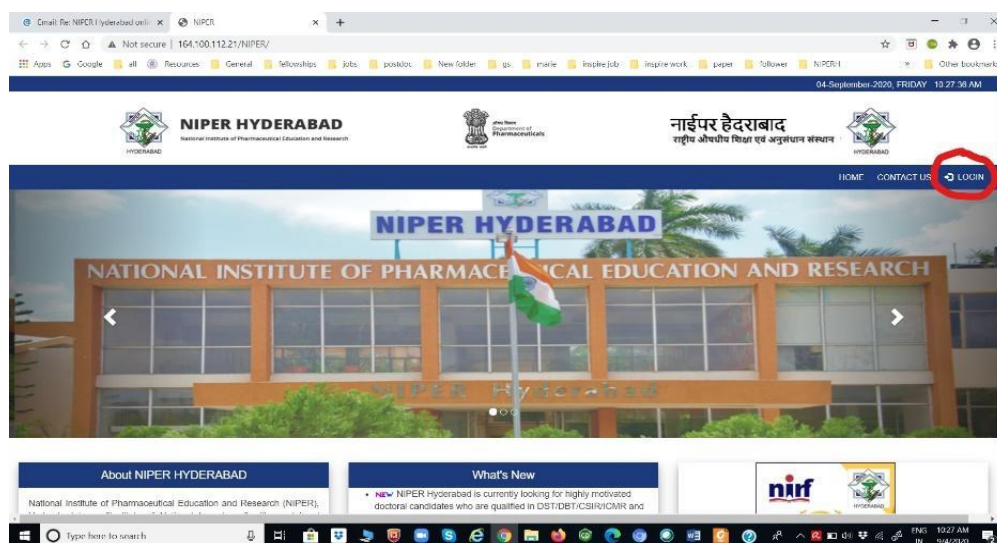 Email: Re: NIPER Hyderabad onlin
NIPER
Not secure | 164.100.112.21/NIPER/
Apps Google all Resources General fellowships jobs postdoc New folder gs marie inspire job inspire work paper follower NIPERH » Other bookmark
04-September-2020, FRIDAY 10:27:36 AM
NIPER HYDERABAD
National Institute of Pharmaceutical Education and Research
HYDERABAD
Department of
Pharmaceuticals
नाईपर हैदराबाद
राष्ट्रीय औषधीय शिक्षा एवं अनुसंधान संस्थान
HYDERABAD
HOME CONTACT US LOGIN
NIPER HYDERABAD
NATIONAL INSTITUTE OF PHARMACE ICAL EDUCATION AND RESEARCH
NIPER Hyderabad
About NIPER HYDERABAD
National Institute of Pharmaceutical Education and Research (NIPER),
What's New
NEW NIPER Hyderabad is currently looking for highly motivated
doctoral candidates who are qualified in DST/DBT/CSIR/ICMR and
nirf
HYDERABAD
Type here to search
ENG 10:27 AM
IN 9/4/2020